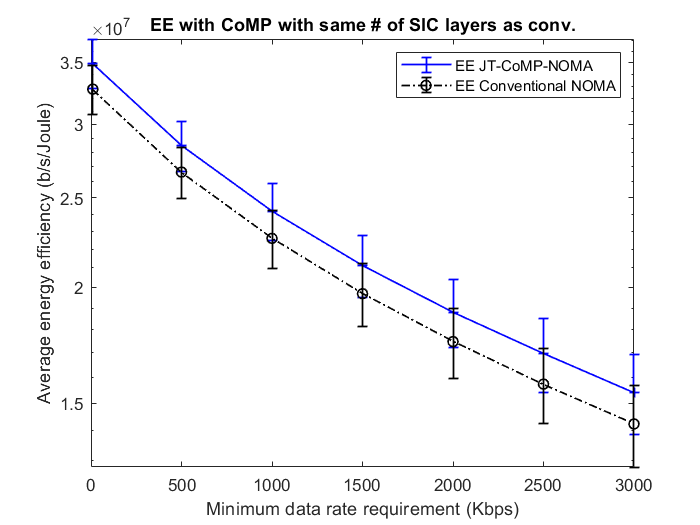 ×10⁷
EE with CoMP with same # of SIC layers as conv.
EE JT-CoMP-NOMA
EE Conventional NOMA
Average energy efficiency (b/s/Joule)
3.5
3
2.5
2
1.5
0 500 1000 1500 2000 2500 3000
Minimum data rate requirement (Kbps)